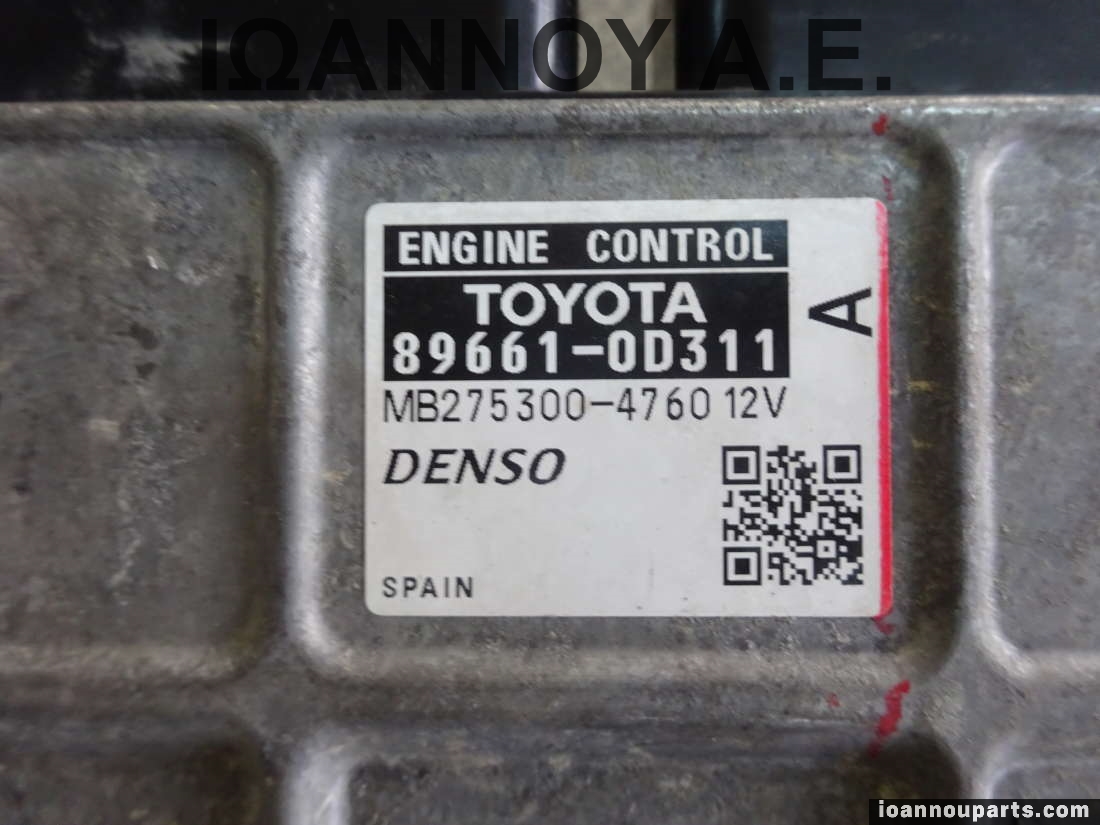 ΙΩΑΝΝΟΥ Α.Ε.
ENGINE CONTROL
TOYOTA
89661-0D311
A
MB275300-4760 12V
DENSO
SPAIN
ioannouparts.com